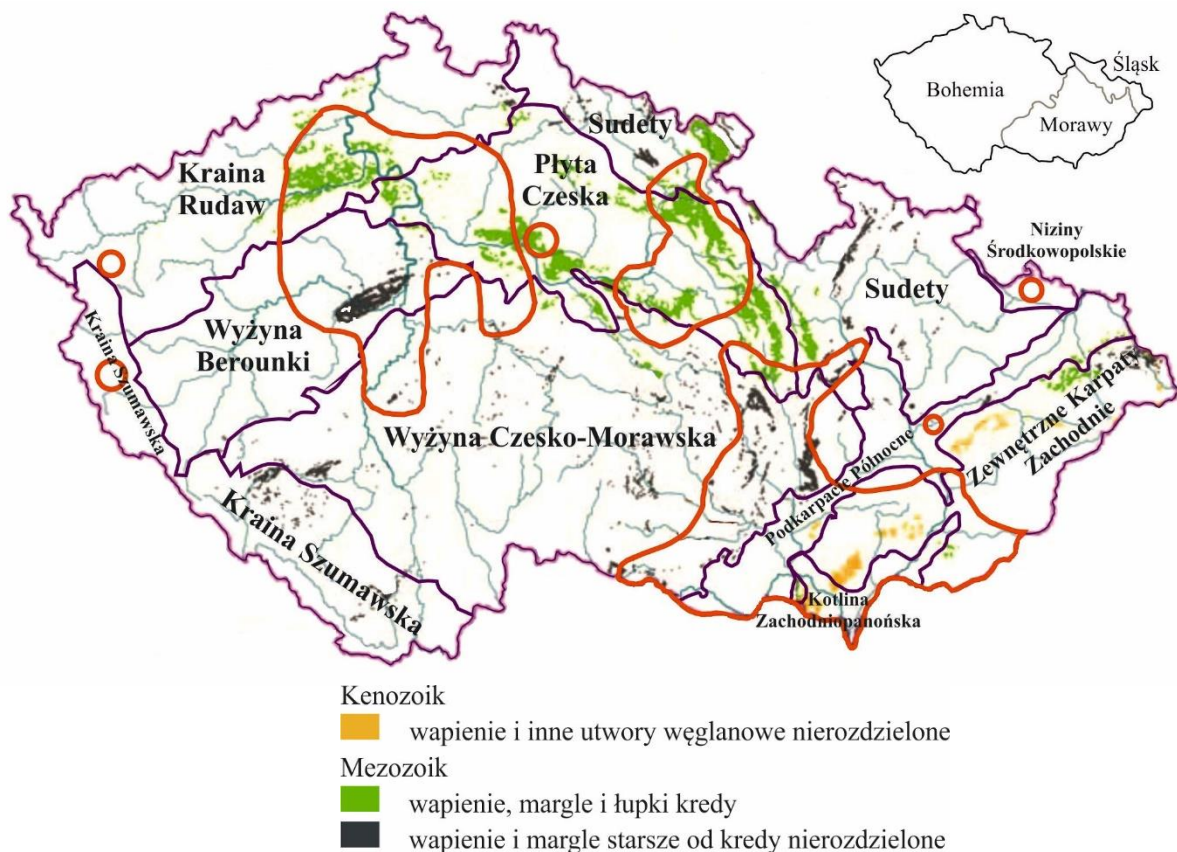 Bohemia
Śląsk
Morawy
Sudety
Kraina
Rudaw
Płyta
Czeska
Niziny
Środkowopolskie
Sudety
Kraina Szumawska
Wyżyna
Berounki
Wyżyna Czesko-Morawska
Podkarpacie Północne
Zewnętrzne Karpaty
Zachodnie
Kraina Szumawska
Kotlina
Zachodniopanońska
Kenozoik
wapienie i inne utwory węglanowe nierozdzielone
Mezozoik
wapienie, margle i łupki kredy
wapienie i margle starsze od kredy nierozdzielone